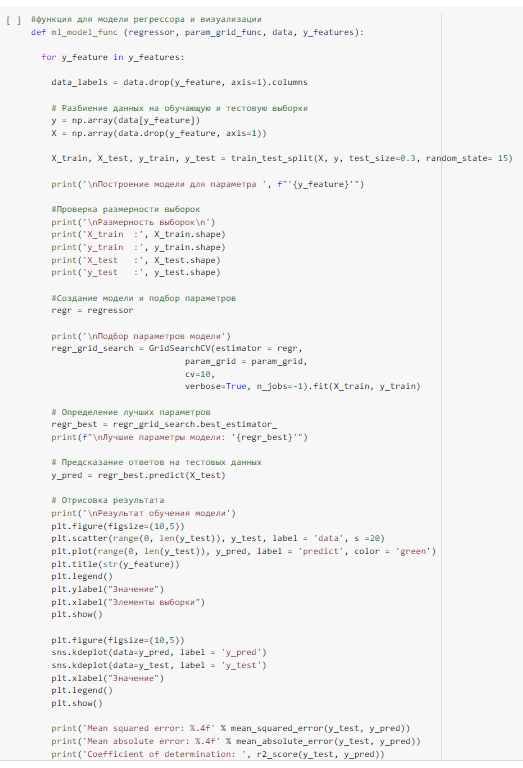 [ ] #функция для модели регрессора и визуализации
def ml_model_func (regressor, param_grid_func, data, y_features):
for y_feature in y_features:
data_labels = data.drop(y_feature, axis=1).columns
# Разбиение данных на обучающую и тестовую выборки
y = np.array(data[y_feature])
X = np.array(data.drop(y_feature, axis=1))
X_train, X_test, y_train, y_test = train_test_split(X, y, test_size=0.3, random_state= 15)
print('\nПостроение модели для параметра ', f"'{y_feature}'")
#Проверка размерности выборок
print('\nРазмерность выборок\n')
print('X_train  :', X_train.shape)
print('y_train  :', y_train.shape)
print('X_test   :', X_test.shape)
print('y_test   :', y_test.shape)
#Создание модели и подбор параметров
regr = regressor
print('\nПодбор параметров модели')
regr_grid_search = GridSearchCV(estimator = regr,
param_grid = param_grid,
cv=10,
verbose=True, n_jobs=-1).fit(X_train, y_train)
# Определение лучших параметров
regr_best = regr_grid_search.best_estimator_
print(f"\nЛучшие параметры модели: '{regr_best}'")
# Предсказание ответов на тестовых данных
y_pred = regr_best.predict(X_test)
# Отрисовка результата
print('\nРезультат обучения модели')
plt.figure(figsize=(10,5))
plt.scatter(range(0, len(y_test)), y_test, label = 'data', s =20)
plt.plot(range(0, len(y_test)), y_pred, label = 'predict', color = 'green')
plt.title(str(y_feature))
plt.legend()
plt.ylabel("Значение")
plt.xlabel("Элементы выборки")
plt.show()
plt.figure(figsize=(10,5))
sns.kdeplot(data=y_pred, label = 'y_pred')
sns.kdeplot(data=y_test, label = 'y_test')
plt.xlabel("Значение")
plt.legend()
plt.show()
print('Mean squared error: %.4f' % mean_squared_error(y_test, y_pred))
print('Mean absolute error: %.4f' % mean_absolute_error(y_test, y_pred))
print('Coefficient of determination: ', r2_score(y_test, y_pred))